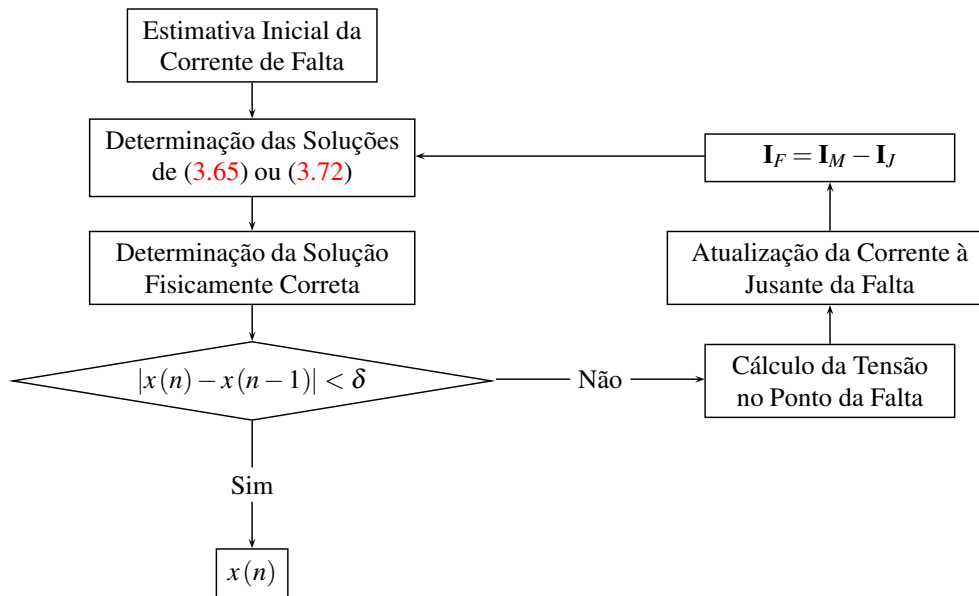 Estimativa Inicial da
Corrente de Falta
Determinação das Soluções
de (3.65) ou (3.72)
Determinação da Solução
Fisicamente Correta
|x(n) − x(n − 1)| < δ
Não
Sim
x(n)
Cálculo da Tensão
no Ponto da Falta
Atualização da Corrente à
Jusante da Falta
I_F = I_M − I_J